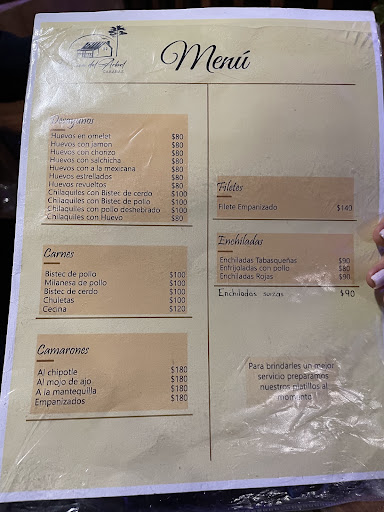 del Arbol
CABAÑAS
Menú
Desayunos
Huevos en omelet $80
Huevos con jamon $80
Huevos con chorizo $80
Huevos con salchicha $80
Huevos con a la mexicana $80
Huevos estrellados $80
Huevos revueltos $80
Chilaquiles con Bistec de cerdo $100
Chilaquiles con Bistec de pollo $100
Chilaquiles con pollo deshebrado $100
Chilaquiles con Huevo $80
Carnes
Bistec de pollo $100
Milanesa de pollo $100
Bistec de cerdo $100
Chuletas $100
Cecina $120
Camarones
Al chipotle $180
Al mojo de ajo $180
A la mantequilla $180
Empanizados $180
Filetes
Filete Empanizado $140
Enchiladas
Enchiladas Tabasqueñas $90
Enfrijoladas con pollo $80
Enchiladas Rojas $90
Enchiladas suizas $90
Para brindarles un mejor
servicio preparamos
nuestros platillos al
momento